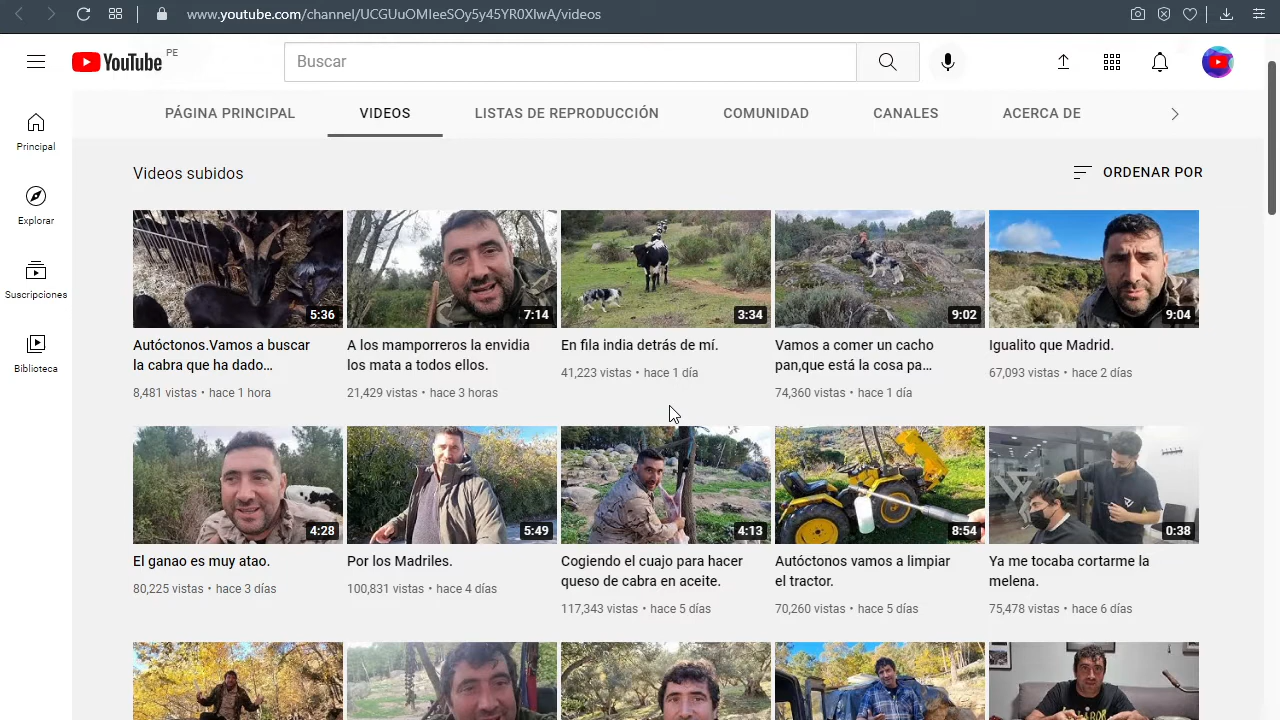 www.youtube.com/channel/UCGUuOMIeeSOy5y45YR0XIwA/videos
YouTube PE
Buscar
PÁGINA PRINCIPAL VIDEOS LISTAS DE REPRODUCCIÓN COMUNIDAD CANALES ACERCA DE
Principal
Explorar
Suscripciones
Biblioteca
Videos subidos
ORDENAR POR
5:36
Autóctonos.Vamos a buscar
la cabra que ha dado…
8,481 vistas • hace 1 hora
7:14
A los mamporreros la envidia
los mata a todos ellos.
21,429 vistas • hace 3 horas
3:34
En fila india detrás de mí.
41,223 vistas • hace 1 día
9:02
Vamos a comer un cacho
pan,que está la cosa pa…
74,360 vistas • hace 1 día
9:04
Igualito que Madrid.
67,093 vistas • hace 2 días
4:28
El ganao es muy atao.
80,225 vistas • hace 3 días
5:49
Por los Madriles.
100,831 vistas • hace 4 días
4:13
Cogiendo el cuajo para hacer
queso de cabra en aceite.
117,343 vistas • hace 5 días
8:54
Autóctonos vamos a limpiar
el tractor.
70,260 vistas • hace 5 días
0:38
Ya me tocaba cortarme la
melena.
75,478 vistas • hace 6 días